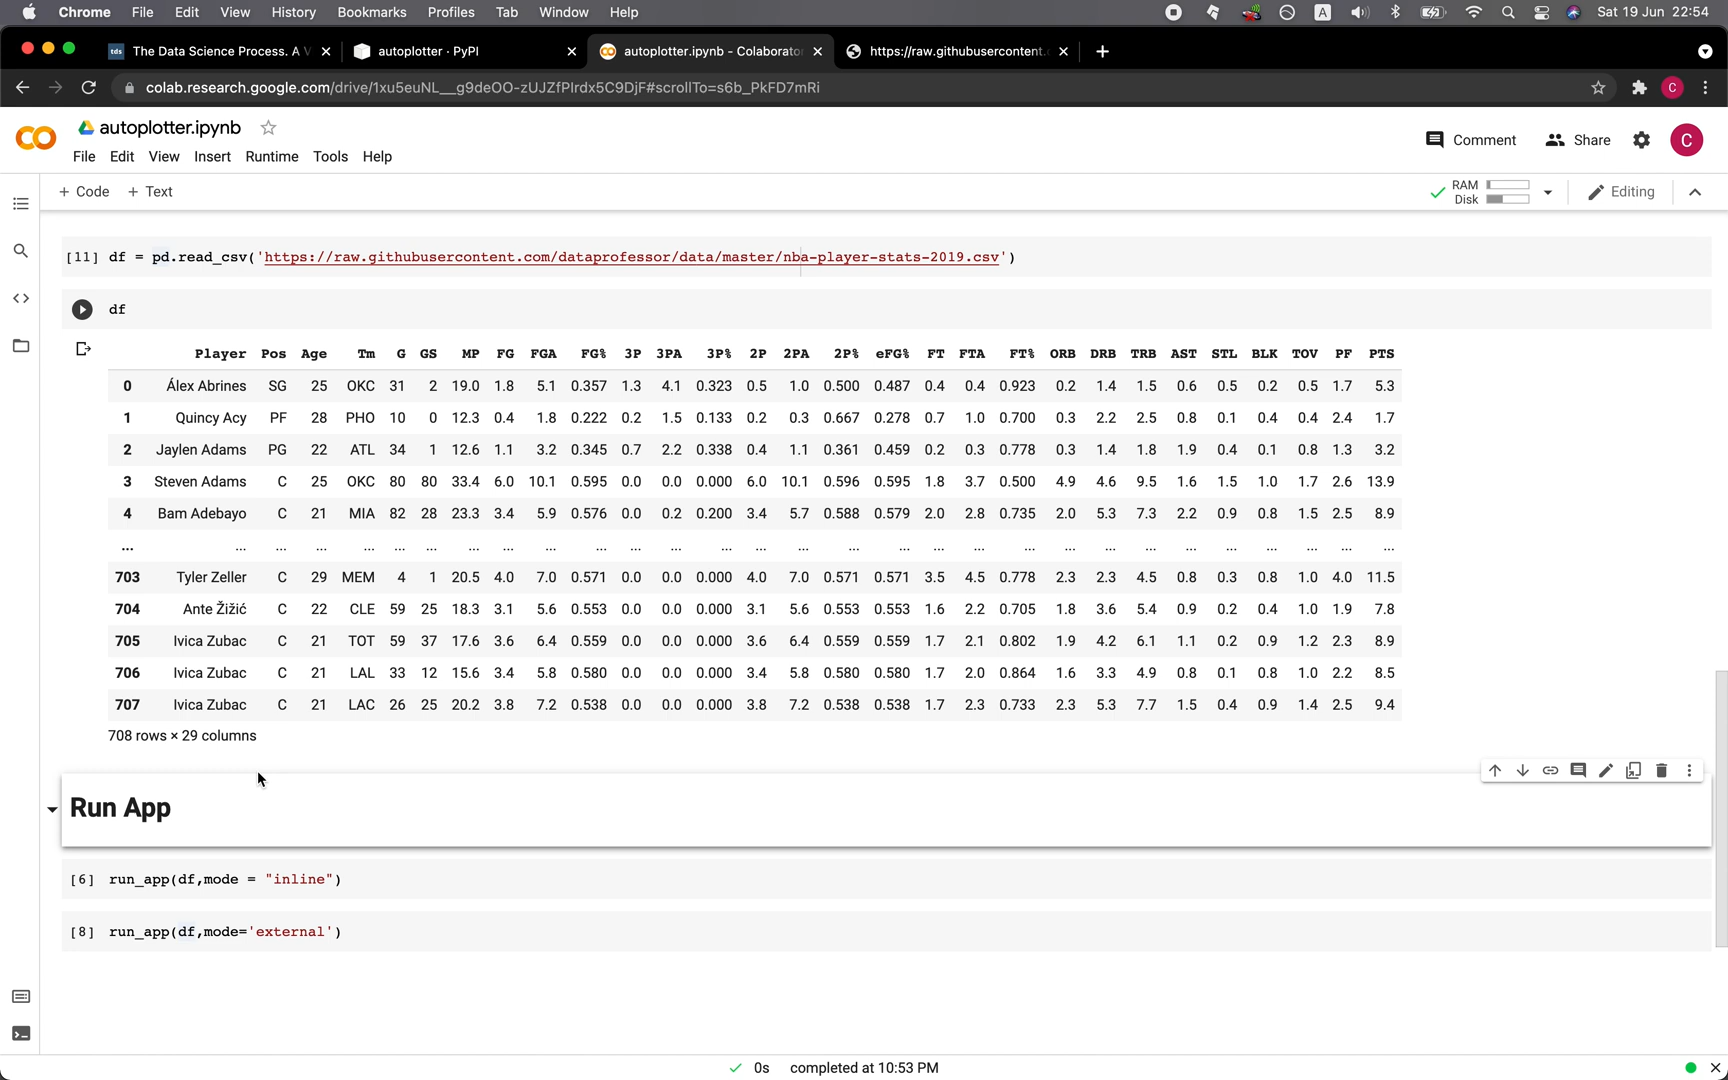 Chrome File Edit View History Bookmarks Profiles Tab Window Help A Sat 19 Jun 22:54
tds The Data Science Process. A V autoplotter · PyPI autoplotter.ipynb - Colaborato https://raw.githubusercontent.
colab.research.google.com/drive/1xu5euNL__g9deOO-zUJZfPIrdx5C9DjF#scrollTo=s6b_PkFD7mRi C
autoplotter.ipynb
File Edit View Insert Runtime Tools Help
Comment Share C
+ Code + Text RAM Disk Editing
[11] df = pd.read_csv('https://raw.githubusercontent.com/dataprofessor/data/master/nba-player-stats-2019.csv')
df
Player Pos Age Tm G GS MP FG FGA FG% 3P 3PA 3P% 2P 2PA 2P% eFG% FT FTA FT% ORB DRB TRB AST STL BLK TOV PF PTS
0 Álex Abrines SG 25 OKC 31 2 19.0 1.8 5.1 0.357 1.3 4.1 0.323 0.5 1.0 0.500 0.487 0.4 0.4 0.923 0.2 1.4 1.5 0.6 0.5 0.2 0.5 1.7 5.3
1 Quincy Acy PF 28 PHO 10 0 12.3 0.4 1.8 0.222 0.2 1.5 0.133 0.2 0.3 0.667 0.278 0.7 1.0 0.700 0.3 2.2 2.5 0.8 0.1 0.4 0.4 2.4 1.7
2 Jaylen Adams PG 22 ATL 34 1 12.6 1.1 3.2 0.345 0.7 2.2 0.338 0.4 1.1 0.361 0.459 0.2 0.3 0.778 0.3 1.4 1.8 1.9 0.4 0.1 0.8 1.3 3.2
3 Steven Adams C 25 OKC 80 80 33.4 6.0 10.1 0.595 0.0 0.0 0.000 6.0 10.1 0.596 0.595 1.8 3.7 0.500 4.9 4.6 9.5 1.6 1.5 1.0 1.7 2.6 13.9
4 Bam Adebayo C 21 MIA 82 28 23.3 3.4 5.9 0.576 0.0 0.2 0.200 3.4 5.7 0.588 0.579 2.0 2.8 0.735 2.0 5.3 7.3 2.2 0.9 0.8 1.5 2.5 8.9
... ... ... ... ... ... ... ... ... ... ... ... ... ... ... ... ... ... ... ... ... ... ... ... ... ... ... ... ... ...
703 Tyler Zeller C 29 MEM 4 1 20.5 4.0 7.0 0.571 0.0 0.0 0.000 4.0 7.0 0.571 0.571 3.5 4.5 0.778 2.3 2.3 4.5 0.8 0.3 0.8 1.0 4.0 11.5
704 Ante Žižić C 22 CLE 59 25 18.3 3.1 5.6 0.553 0.0 0.0 0.000 3.1 5.6 0.553 0.553 1.6 2.2 0.705 1.8 3.6 5.4 0.9 0.2 0.4 1.0 1.9 7.8
705 Ivica Zubac C 21 TOT 59 37 17.6 3.6 6.4 0.559 0.0 0.0 0.000 3.6 6.4 0.559 0.559 1.7 2.1 0.802 1.9 4.2 6.1 1.1 0.2 0.9 1.2 2.3 8.9
706 Ivica Zubac C 21 LAL 33 12 15.6 3.4 5.8 0.580 0.0 0.0 0.000 3.4 5.8 0.580 0.580 1.7 2.0 0.864 1.6 3.3 4.9 0.8 0.1 0.8 1.0 2.2 8.5
707 Ivica Zubac C 21 LAC 26 25 20.2 3.8 7.2 0.538 0.0 0.0 0.000 3.8 7.2 0.538 0.538 1.7 2.3 0.733 2.3 5.3 7.7 1.5 0.4 0.9 1.4 2.5 9.4
708 rows × 29 columns
Run App
[6] run_app(df,mode = "inline")
[8] run_app(df,mode='external')
0s completed at 10:53 PM